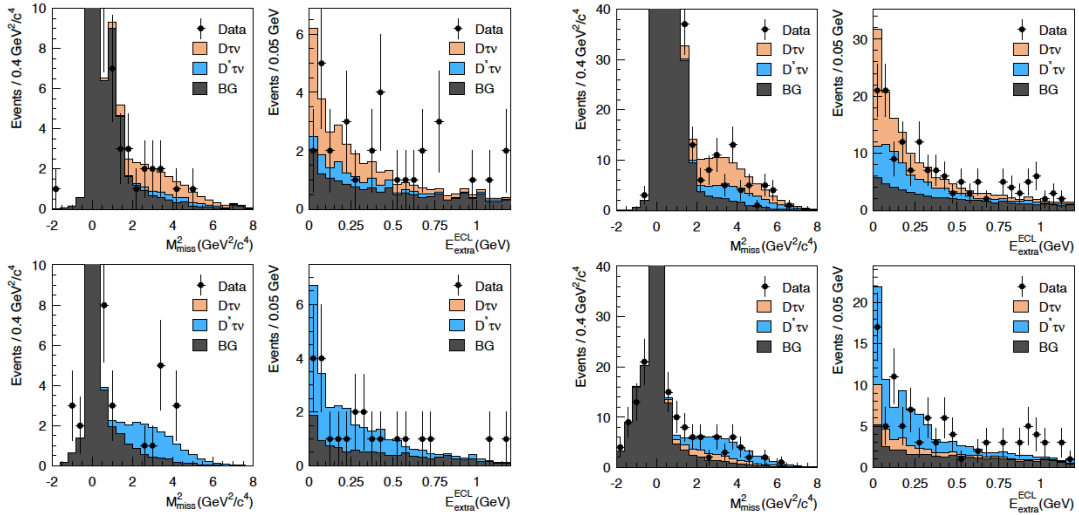 Events / 0.4 GeV²/c⁴
10
8
6
4
2
0
Data
Dτν
D*τν
BG
-2 0 2 4 6 8
M²miss(GeV²/c⁴)
Events / 0.05 GeV
8
6
4
2
0
Data
Dτν
D*τν
BG
0 0.25 0.5 0.75 1
E^ECL_extra(GeV)
Events / 0.4 GeV²/c⁴
40
30
20
10
0
Data
Dτν
D*τν
BG
-2 0 2 4 6 8
M²miss(GeV²/c⁴)
Events / 0.05 GeV
30
20
10
0
Data
Dτν
D*τν
BG
0 0.25 0.5 0.75 1
E^ECL_extra(GeV)
Events / 0.4 GeV²/c⁴
10
8
6
4
2
0
Data
Dτν
D*τν
BG
-2 0 2 4 6 8
M²miss(GeV²/c⁴)
Events / 0.05 GeV
6
4
2
0
Data
Dτν
D*τν
BG
0 0.25 0.5 0.75 1
E^ECL_extra(GeV)
Events / 0.4 GeV²/c⁴
40
30
20
10
0
Data
Dτν
D*τν
BG
-2 0 2 4 6 8
M²miss(GeV²/c⁴)
Events / 0.05 GeV
20
15
10
5
0
Data
Dτν
D*τν
BG
0 0.25 0.5 0.75 1
E^ECL_extra(GeV)